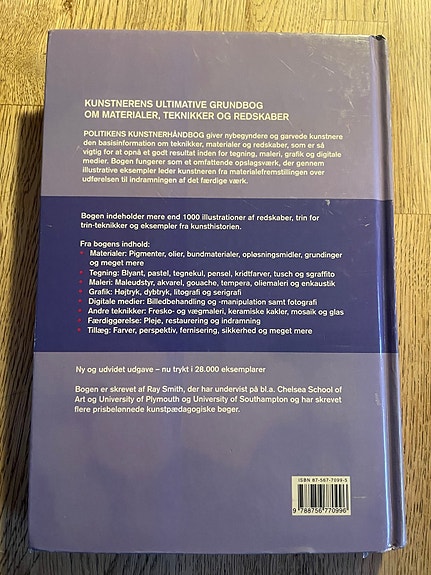 KUNSTNERENS ULTIMATIVE GRUNDBOG
OM MATERIALER, TEKNIKKER OG REDSKABER
POLITIKENS KUNSTNERHÅNDBOG giver nybegyndere og garvede kunstnere
den basisinformation om teknikker, materialer og redskaber, som er så
vigtig for at opnå et godt resultat inden for tegning, maleri, grafik og digitale
medier. Bogen fungerer som et omfattende opslagsværk, der gennem
illustrative eksempler leder kunstneren fra materialefremstillingen over
udførelsen til indramningen af det færdige værk.
Bogen indeholder mere end 1000 illustrationer af redskaber, trin for
trin-teknikker og eksempler fra kunsthistorien.
Fra bogens indhold:
• Materialer: Pigmenter, olier, bundmaterialer, opløsningsmidler, grundinger
og meget mere
• Tegning: Blyant, pastel, tegnekul, pensel, kridtfarver, tusch og sgraffito
• Maleri: Maleudstyr, akvarel, gouache, tempera, oliemaleri og enkaustik
• Grafik: Højtryk, dybtryk, litografi og serigrafi
• Digitale medier: Billedbehandling og -manipulation samt fotografi
• Andre teknikker: Fresko- og vægmaleri, keramiske kakler, mosaik og glas
• Færdiggørelse: Pleje, restaurering og indramning
• Tillæg: Farver, perspektiv, fernisering, sikkerhed og meget mere
Ny og udvidet udgave – nu trykt i 28.000 eksemplarer
Bogen er skrevet af Ray Smith, der har undervist på bl.a. Chelsea School of
Art og University of Plymouth og University of Southampton og har skrevet
flere prisbelønnede kunstpædagogiske bøger.
ISBN 87-567-7099-5
9 788756 770996